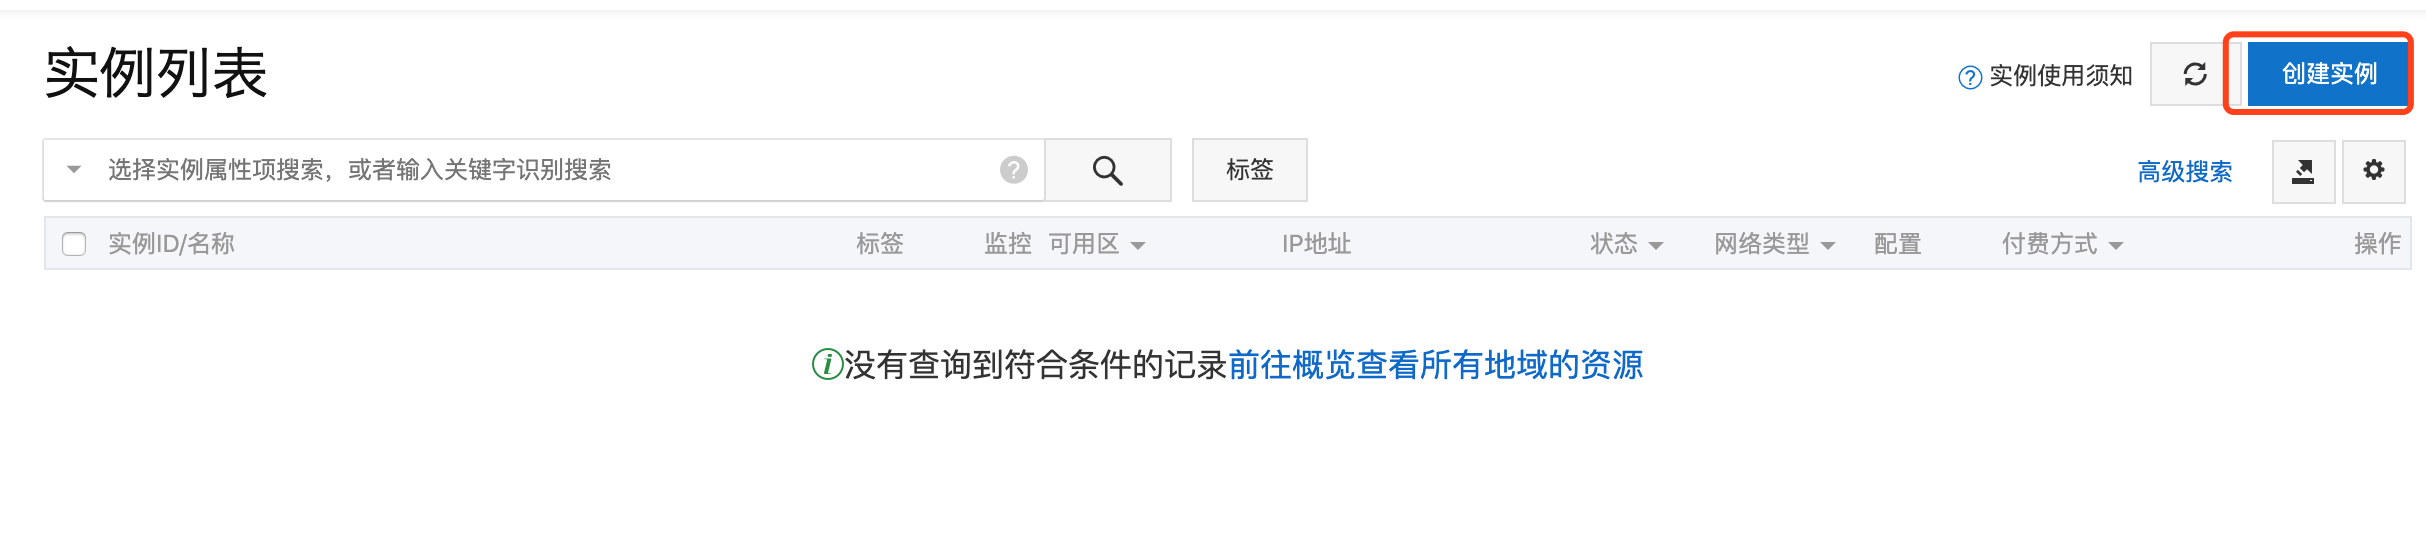 实例列表
实例使用须知 创建实例
选择实例属性项搜索，或者输入关键字识别搜索 标签 高级搜索
实例ID/名称 标签 监控 可用区 IP地址 状态 网络类型 配置 付费方式 操作
没有查询到符合条件的记录前往概览查看所有地域的资源